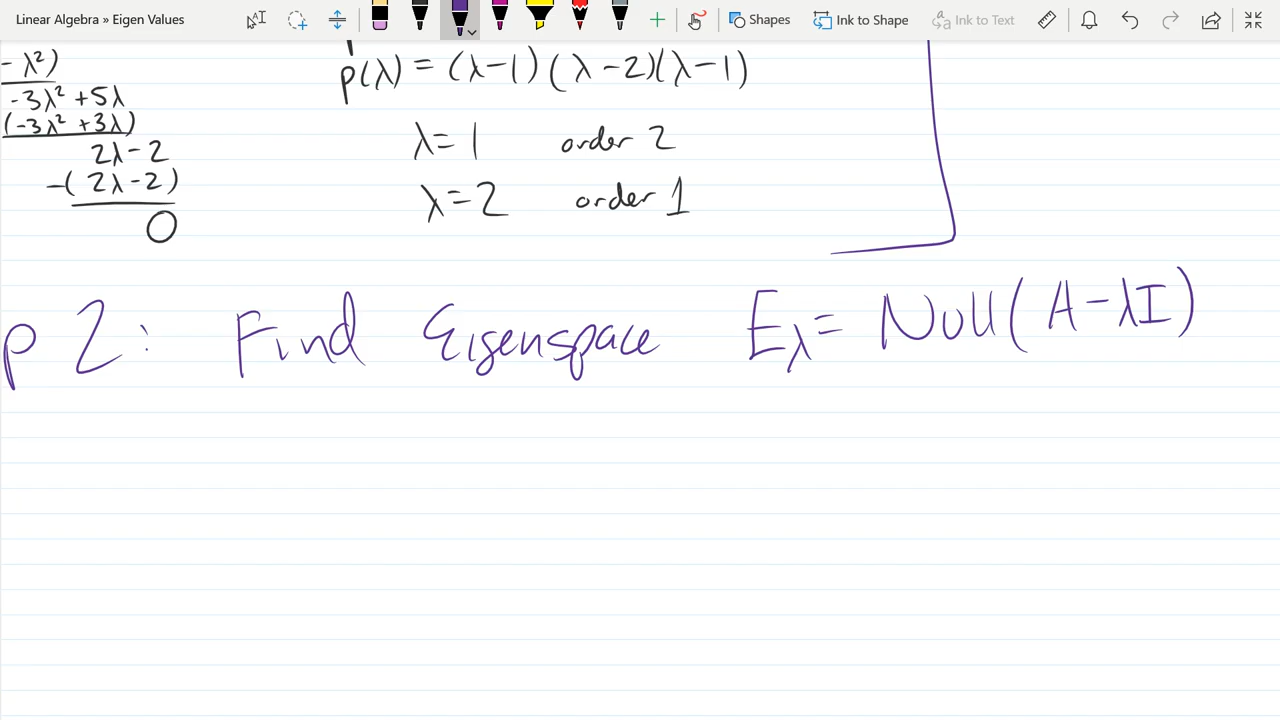 Linear Algebra » Eigen Values
Shapes
Ink to Shape
Ink to Text
- λ²)
-3λ² + 5λ
(-3λ² + 3λ)
2λ - 2
-( 2λ - 2 )
0
p(λ) = (λ-1) (λ-2)(λ-1)
λ = 1 order 2
λ = 2 order 1
p 2: Find Eigenspace Eλ = Null( A - λI )